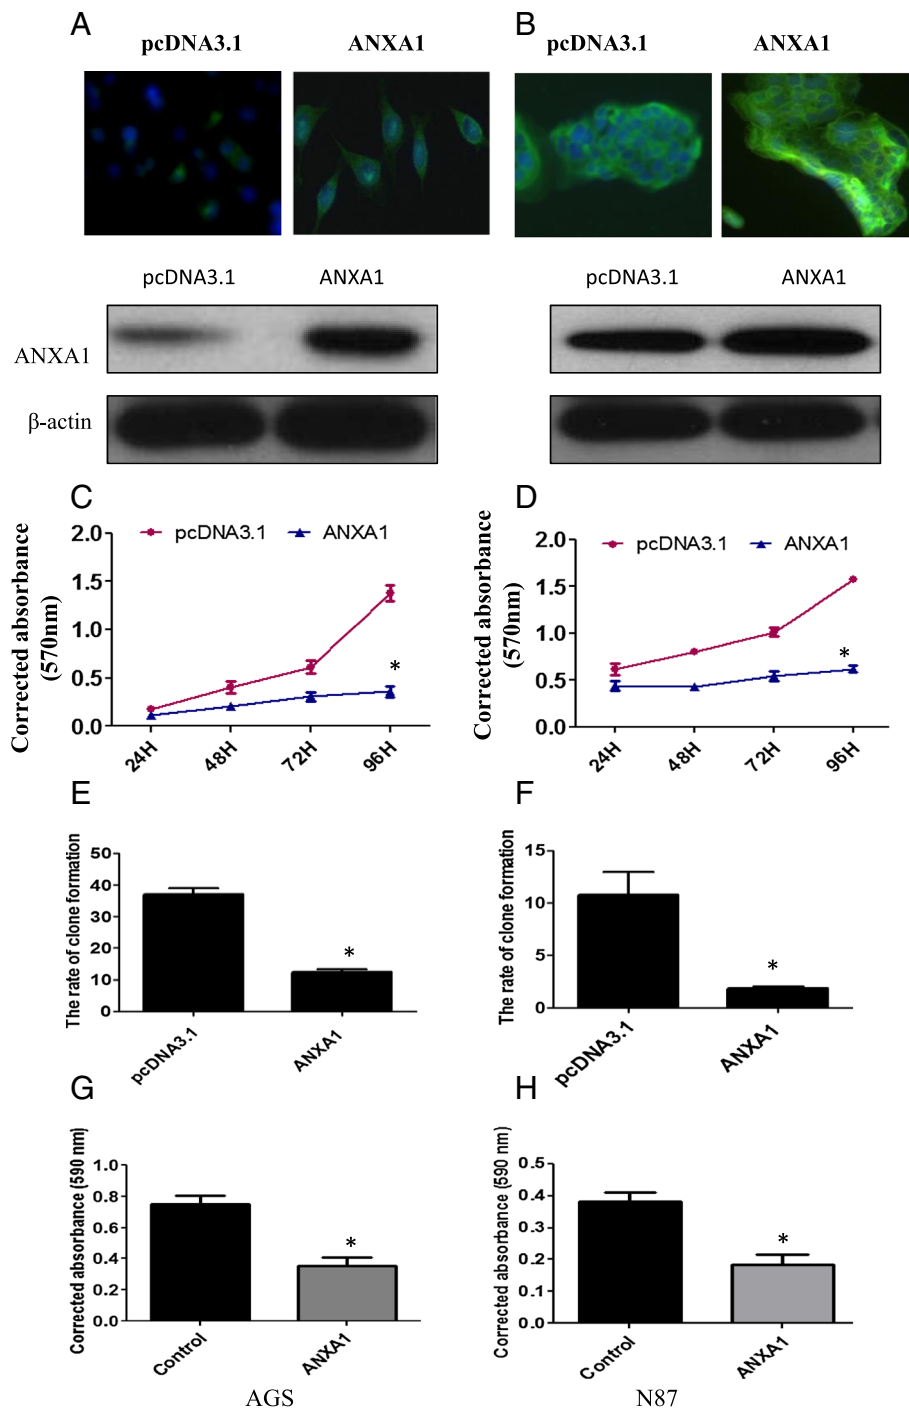 A
B
pcDNA3.1 ANXA1
pcDNA3.1 ANXA1
pcDNA3.1 ANXA1
pcDNA3.1 ANXA1
ANXA1
β-actin
C
Corrected absorbance
(570nm)
pcDNA3.1 ANXA1
2.0
1.5
1.0
0.5
0.0
*
24H 48H 72H 96H
D
Corrected absorbance
(570nm)
pcDNA3.1 ANXA1
2.0
1.5
1.0
0.5
0.0
*
24H 48H 72H 96H
E
The rate of clone formation
50
40
30
20
10
0
*
pcDNA3.1 ANXA1
F
The rate of clone formation
15
10
5
0
*
pcDNA3.1 ANXA1
G
Corrected absorbance (590 nm)
1.0
0.8
0.6
0.4
0.2
0.0
*
Control ANXA1
AGS
H
Corrected absorbance (590 nm)
0.5
0.4
0.3
0.2
0.1
0.0
*
Control ANXA1
N87